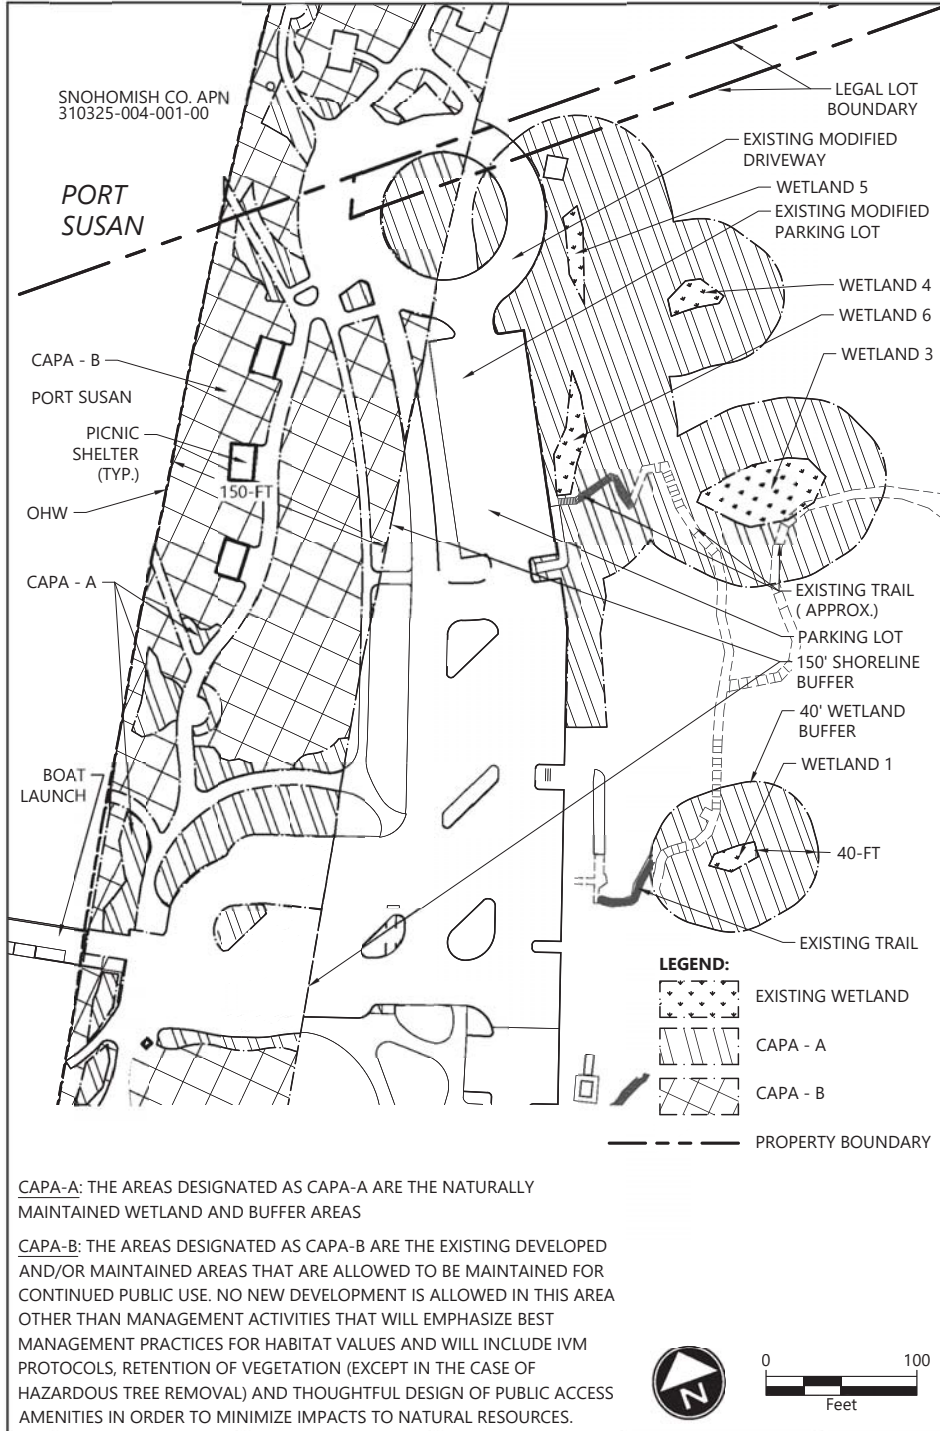 SNOHOMISH CO. APN
310325-004-001-00
PORT
SUSAN
LEGAL LOT
BOUNDARY
EXISTING MODIFIED
DRIVEWAY
WETLAND 5
EXISTING MODIFIED
PARKING LOT
WETLAND 4
WETLAND 6
WETLAND 3
CAPA - B
PORT SUSAN
PICNIC
SHELTER
(TYP.)
150-FT
OHW
CAPA - A
EXISTING TRAIL
( APPROX.)
PARKING LOT
150' SHORELINE
BUFFER
40' WETLAND
BUFFER
WETLAND 1
BOAT
LAUNCH
40-FT
EXISTING TRAIL
LEGEND:
EXISTING WETLAND
CAPA - A
CAPA - B
PROPERTY BOUNDARY
CAPA-A: THE AREAS DESIGNATED AS CAPA-A ARE THE NATURALLY
MAINTAINED WETLAND AND BUFFER AREAS
CAPA-B: THE AREAS DESIGNATED AS CAPA-B ARE THE EXISTING DEVELOPED
AND/OR MAINTAINED AREAS THAT ARE ALLOWED TO BE MAINTAINED FOR
CONTINUED PUBLIC USE. NO NEW DEVELOPMENT IS ALLOWED IN THIS AREA
OTHER THAN MANAGEMENT ACTIVITIES THAT WILL EMPHASIZE BEST
MANAGEMENT PRACTICES FOR HABITAT VALUES AND WILL INCLUDE IVM
PROTOCOLS, RETENTION OF VEGETATION (EXCEPT IN THE CASE OF
HAZARDOUS TREE REMOVAL) AND THOUGHTFUL DESIGN OF PUBLIC ACCESS
AMENITIES IN ORDER TO MINIMIZE IMPACTS TO NATURAL RESOURCES.
N
0 100
Feet